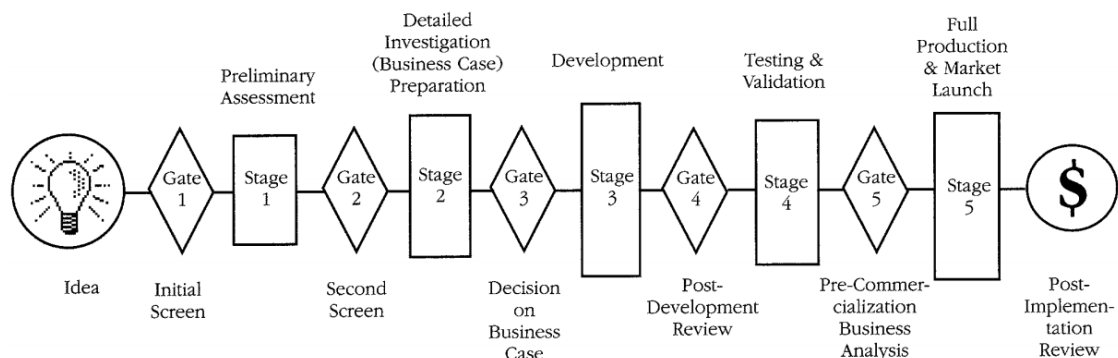 Preliminary
Assessment
Detailed
Investigation
(Business Case)
Preparation
Development
Testing &
Validation
Full
Production
& Market
Launch
Gate
1
Stage
1
Gate
2
Stage
2
Gate
3
Stage
3
Gate
4
Stage
4
Gate
5
Stage
5
$
Idea
Initial
Screen
Second
Screen
Decision
on
Business
Case
Post-
Development
Review
Pre-Commer-
cialization
Business
Analysis
Post-
Implemen-
tation
Review